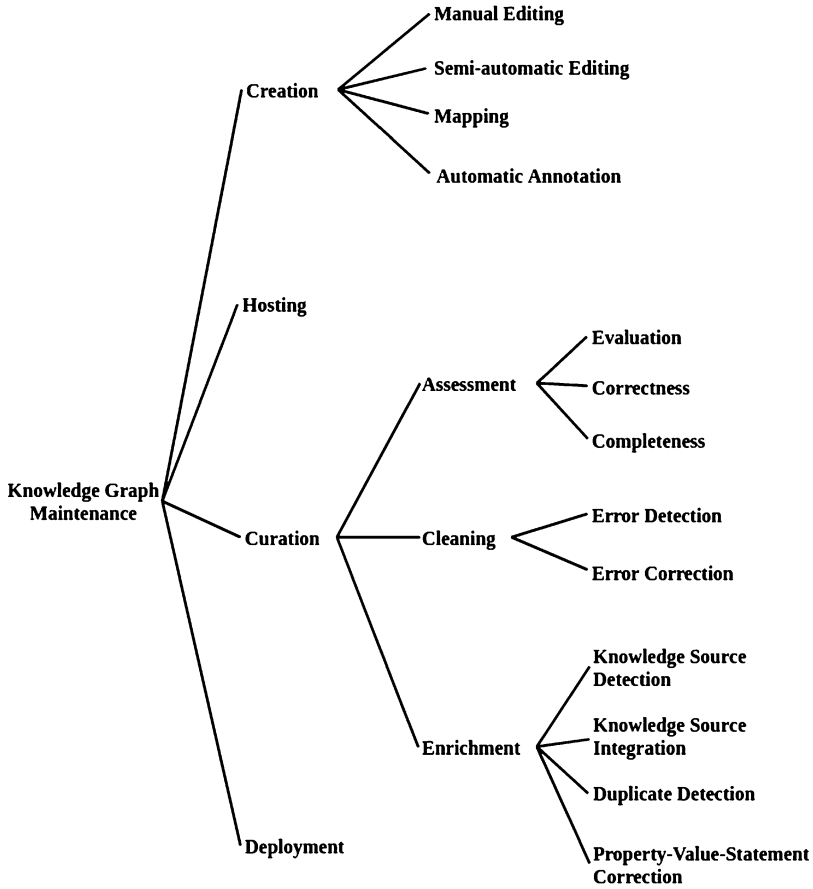 Manual Editing
Semi-automatic Editing
Creation
Mapping
Automatic Annotation
Hosting
Evaluation
Assessment
Correctness
Completeness
Knowledge Graph
Maintenance
Error Detection
Curation
Cleaning
Error Correction
Knowledge Source
Detection
Knowledge Source
Integration
Enrichment
Duplicate Detection
Deployment
Property-Value-Statement
Correction